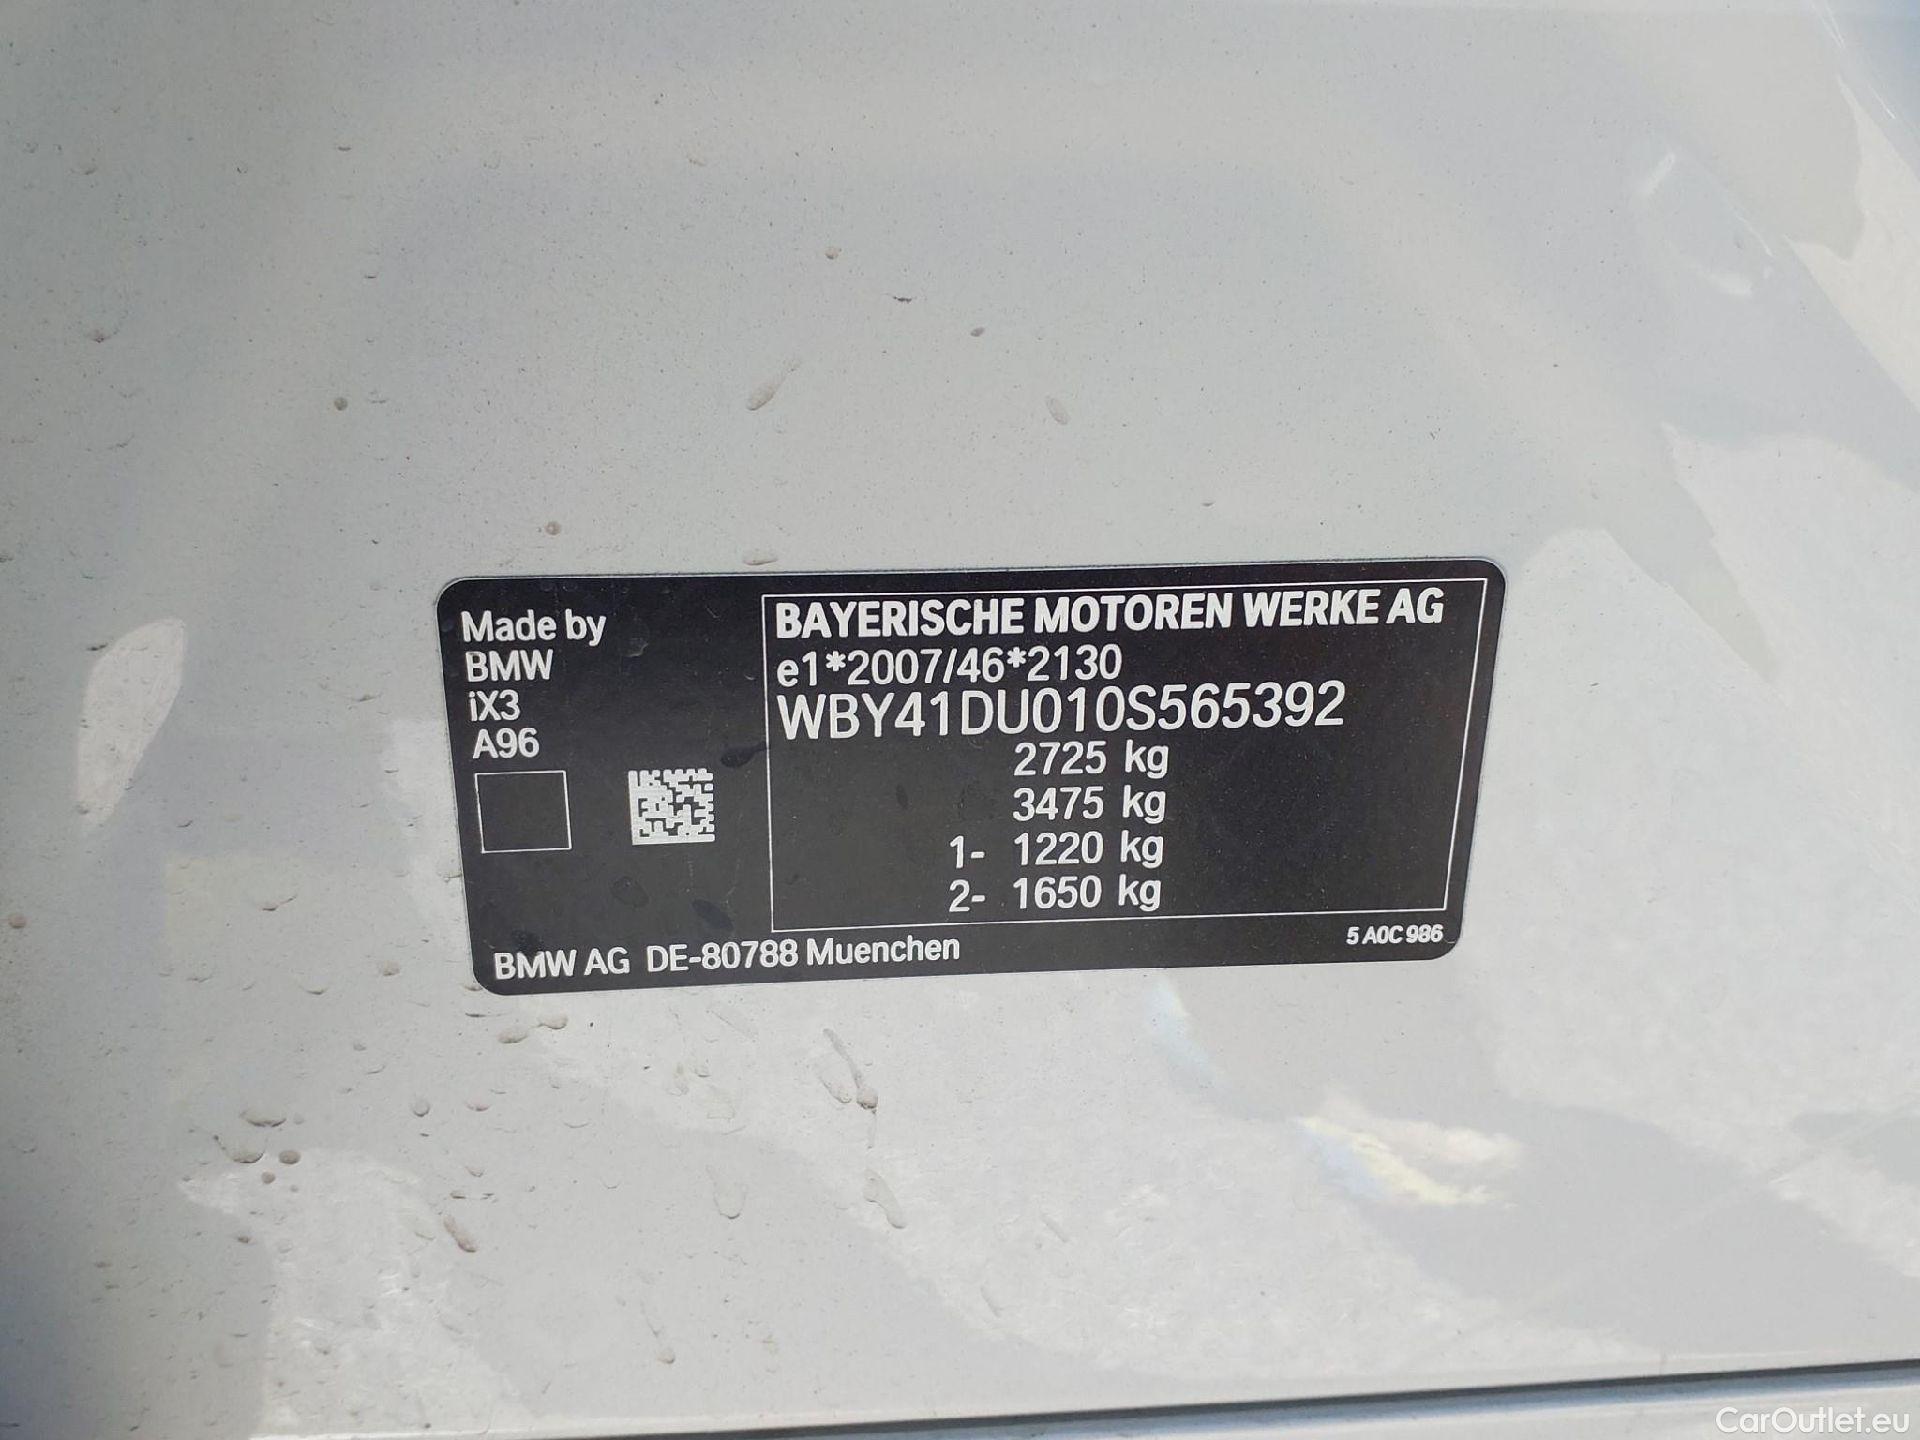 Made by
BMW
iX3
A96
BAYERISCHE MOTOREN WERKE AG
e1*2007/46*2130
WBY41DU010S565392
2725 kg
3475 kg
1- 1220 kg
2- 1650 kg
BMW AG DE-80788 Muenchen
5 A0C 986
CarOutlet.eu